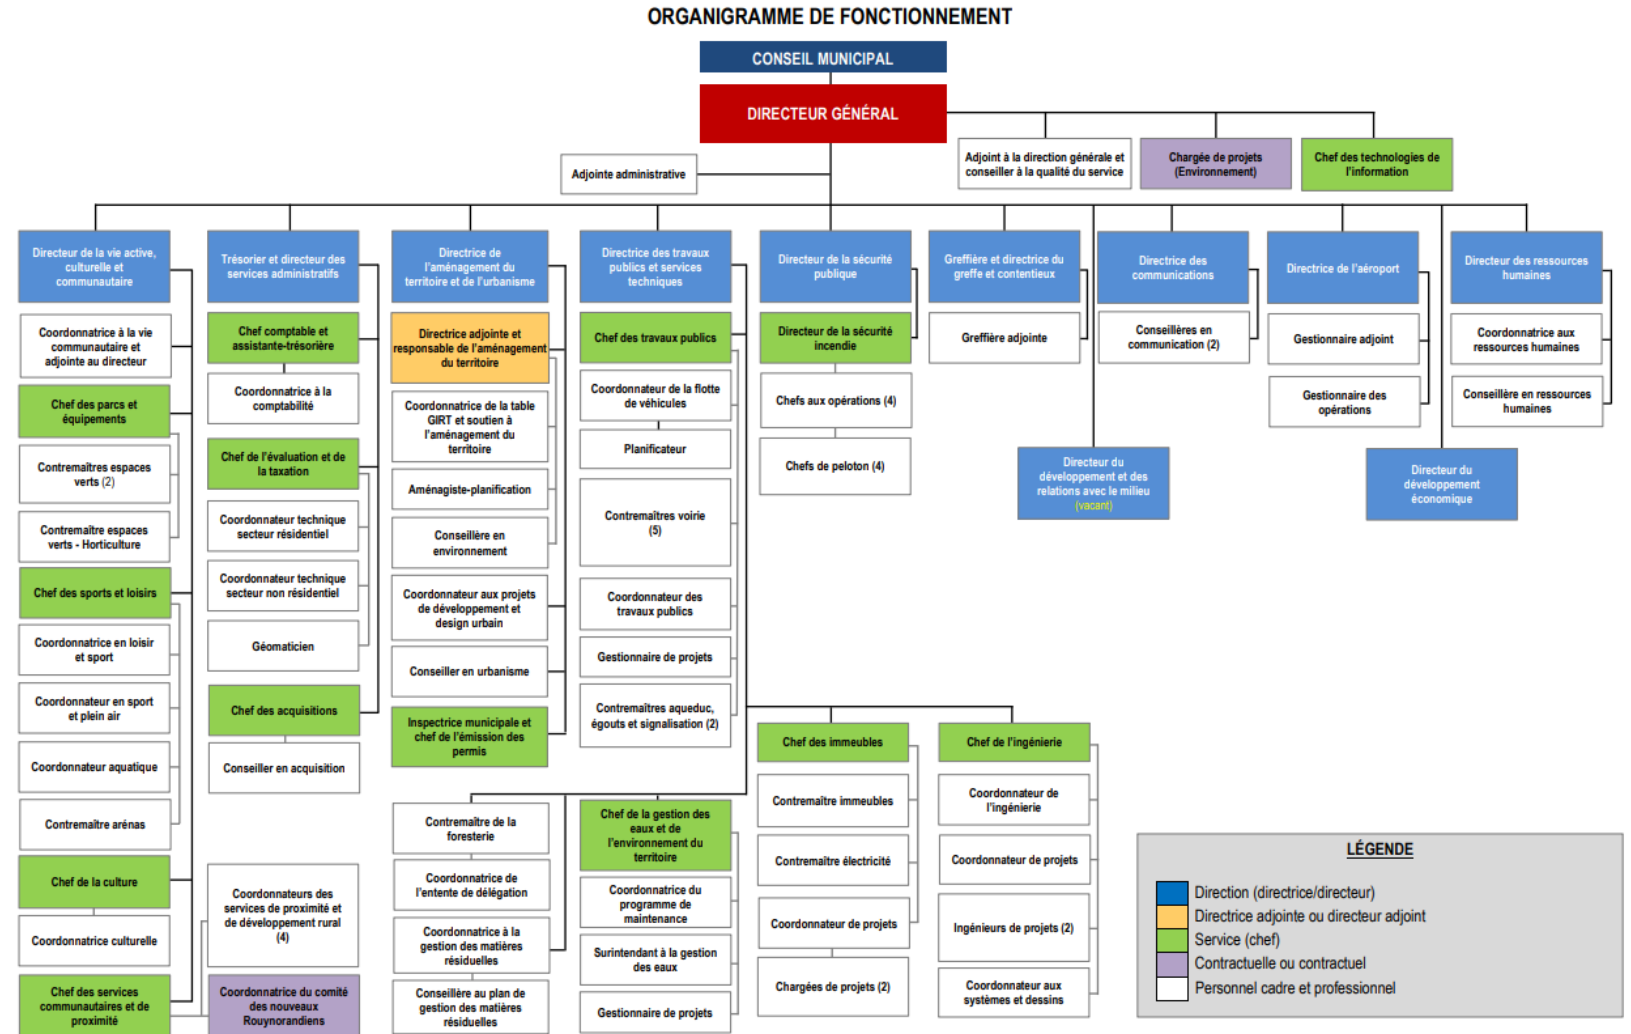 ORGANIGRAMME DE FONCTIONNEMENT
CONSEIL MUNICIPAL
DIRECTEUR GÉNÉRAL
Adjointe administrative
Adjoint à la direction générale et
conseiller à la qualité du service
Chargée de projets
(Environnement)
Chef des technologies de
l'information
Directeur de la vie active,
culturelle et
communautaire
Coordonnatrice à la vie
communautaire et
adjointe au directeur
Chef des parcs et
équipements
Contremaîtres espaces
verts (2)
Contremaître espaces
verts - Horticulture
Chef des sports et loisirs
Coordonnatrice en loisir
et sport
Coordonnateur en sport
et plein air
Coordonnateur aquatique
Contremaître arénas
Chef de la culture
Coordonnatrice culturelle
Chef des services
communautaires et de
proximité
Coordonnateurs des
services de proximité et
de développement rural
(4)
Coordonnatrice du comité
des nouveaux
Rouynorandiens
Trésorier et directeur des
services administratifs
Chef comptable et
assistante-trésorière
Coordonnatrice à la
comptabilité
Chef de l'évaluation et de
la taxation
Coordonnateur technique
secteur résidentiel
Coordonnateur technique
secteur non résidentiel
Géomaticien
Chef des acquisitions
Conseiller en acquisition
Directrice de
l'aménagement du
territoire et de l'urbanisme
Directrice adjointe et
responsable de l'aménagement
du territoire
Coordonnatrice de la table
GIRT et soutien à
l'aménagement du
territoire
Aménagiste-planification
Conseillère en
environnement
Coordonnateur aux projets
de développement et
design urbain
Conseiller en urbanisme
Inspectrice municipale et
chef de l'émission des
permis
Directrice des travaux
publics et services
techniques
Chef des travaux publics
Coordonnateur de la flotte
de véhicules
Planificateur
Contremaîtres voirie
(5)
Coordonnateur des
travaux publics
Gestionnaire de projets
Contremaîtres aqueduc,
égouts et signalisation (2)
Contremaître de la
foresterie
Coordonnatrice de
l'entente de délégation
Coordonnatrice à la
gestion des matières
résiduelles
Conseillère au plan de
gestion des matières
résiduelles
Chef de la gestion des
eaux et de
l'environnement du
territoire
Coordonnatrice du
programme de
maintenance
Surintendant à la gestion
des eaux
Gestionnaire de projets
Chef des immeubles
Contremaître immeubles
Contremaître électricité
Coordonnateur de projets
Chargées de projets (2)
Chef de l'ingénierie
Coordonnateur de
l'ingénierie
Coordonnateur de projets
Ingénieurs de projets (2)
Coordonnateur aux
systèmes et dessins
Directeur de la sécurité
publique
Directeur de la sécurité
incendie
Chefs aux opérations (4)
Chefs de peloton (4)
Greffière et directrice du
greffe et contentieux
Greffière adjointe
Directeur du
développement et des
relations avec le milieu
(vacant)
Directrice des
communications
Conseillères en
communication (2)
Directrice de l'aéroport
Gestionnaire adjoint
Gestionnaire des
opérations
Directeur du
développement
économique
Directeur des ressources
humaines
Coordonnatrice aux
ressources humaines
Conseillère en ressources
humaines
LÉGENDE
Direction (directrice/directeur)
Directrice adjointe ou directeur adjoint
Service (chef)
Contractuelle ou contractuel
Personnel cadre et professionnel